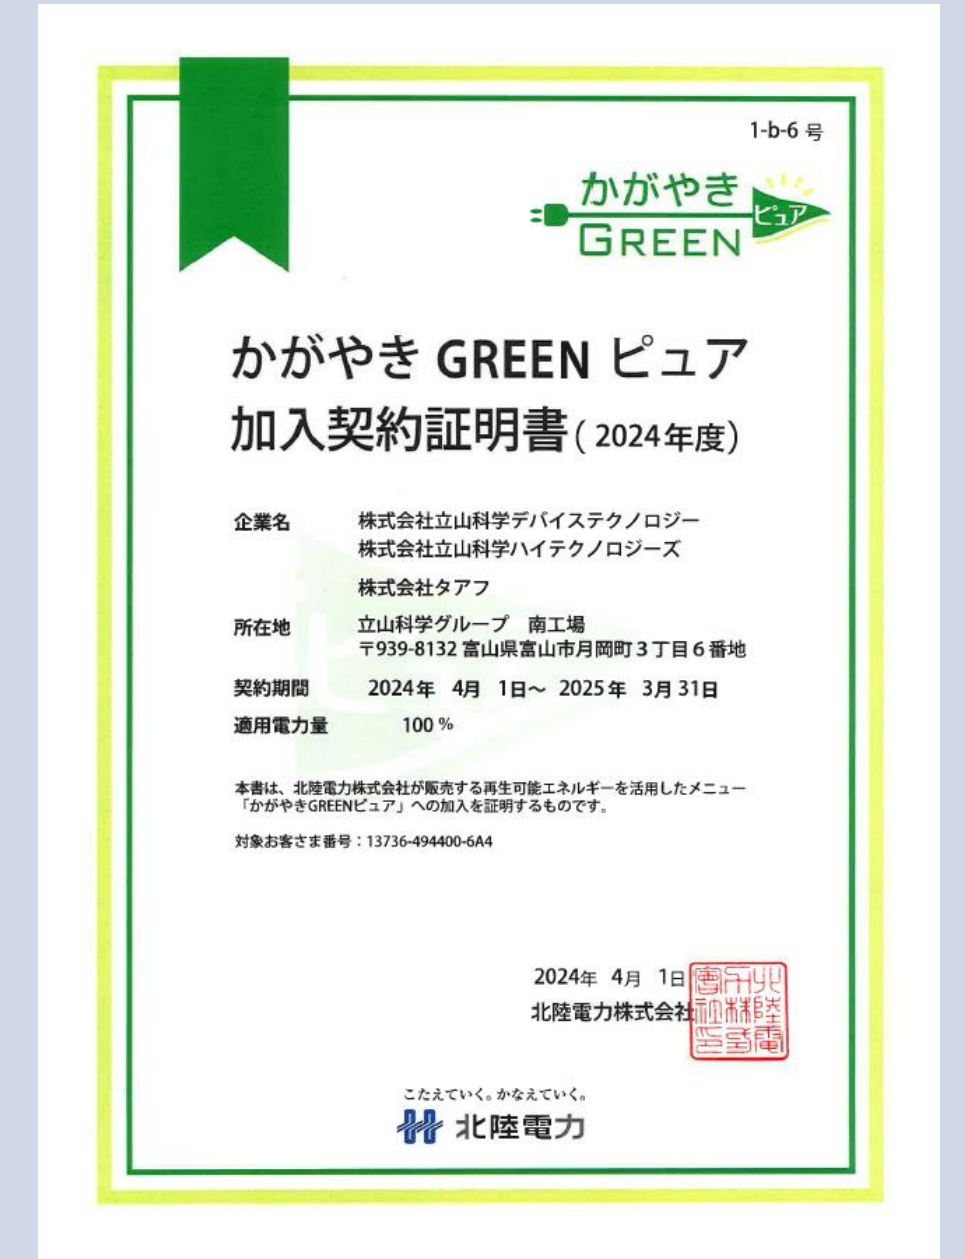 1-b-6 号
かがやき
GREEN
ピュア
かがやき GREEN ピュア
加入契約証明書(2024年度)
企業名 株式会社立山科学デバイステクノロジー
株式会社立山科学ハイテクノロジーズ
株式会社タアフ
所在地 立山科学グループ 南工場
〒939-8132 富山県富山市月岡町3丁目6番地
契約期間 2024年 4月 1日〜 2025年 3月31日
適用電力量 100 %
本書は、北陸電力株式会社が販売する再生可能エネルギーを活用したメニュー
「かがやきGREENピュア」への加入を証明するものです。
対象お客さま番号：13736-494400-6A4
2024年 4月 1日
北陸電力株式会社
こたえていく。かなえていく。
北陸電力